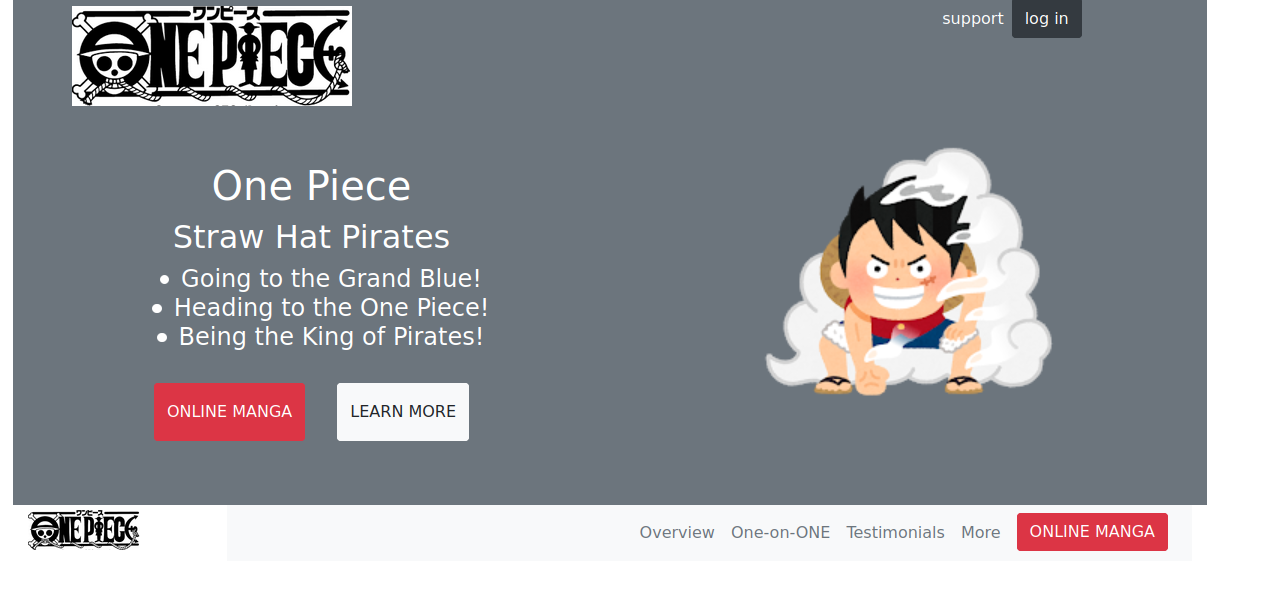 ワンピース
ONE PIECE
support
log in
One Piece
Straw Hat Pirates
Going to the Grand Blue!
Heading to the One Piece!
Being the King of Pirates!
ONLINE MANGA
LEARN MORE
ワンピース
ONE PIECE
Overview
One-on-ONE
Testimonials
More
ONLINE MANGA